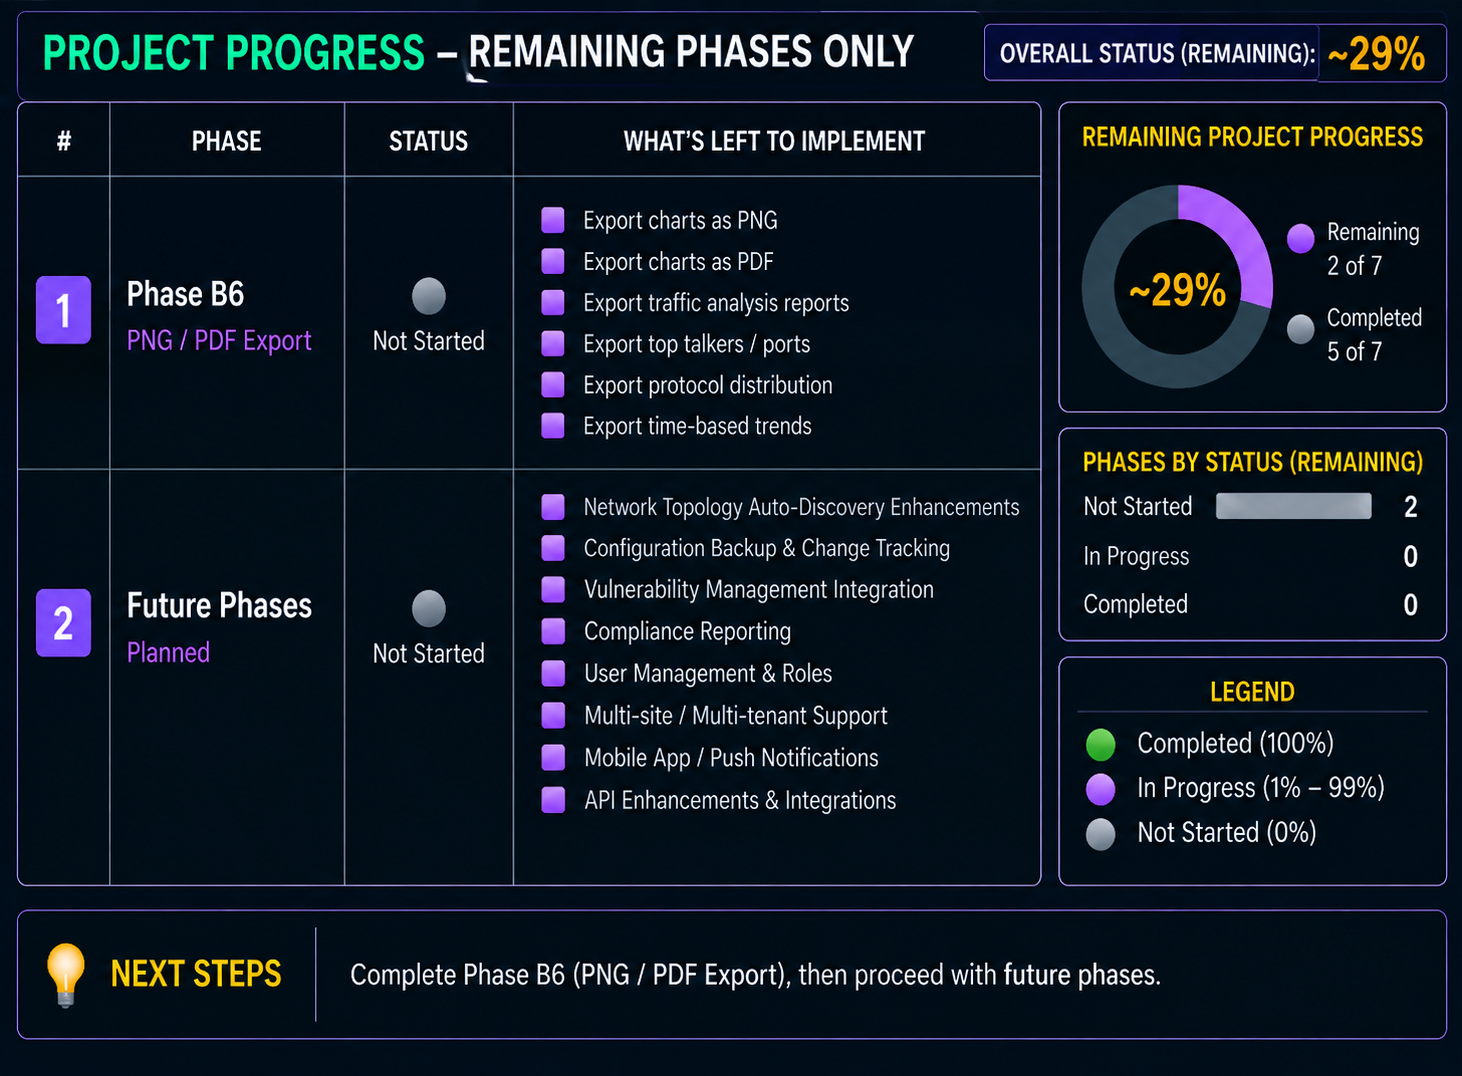 PROJECT PROGRESS – REMAINING PHASES ONLY
OVERALL STATUS (REMAINING): ~29%
# PHASE STATUS WHAT’S LEFT TO IMPLEMENT
1
Phase B6
PNG / PDF Export
Not Started
Export charts as PNG
Export charts as PDF
Export traffic analysis reports
Export top talkers / ports
Export protocol distribution
Export time-based trends
2
Future Phases
Planned
Not Started
Network Topology Auto-Discovery Enhancements
Configuration Backup & Change Tracking
Vulnerability Management Integration
Compliance Reporting
User Management & Roles
Multi-site / Multi-tenant Support
Mobile App / Push Notifications
API Enhancements & Integrations
REMAINING PROJECT PROGRESS
~29%
Remaining
2 of 7
Completed
5 of 7
PHASES BY STATUS (REMAINING)
Not Started 2
In Progress 0
Completed 0
LEGEND
Completed (100%)
In Progress (1% – 99%)
Not Started (0%)
NEXT STEPS
Complete Phase B6 (PNG / PDF Export), then proceed with future phases.